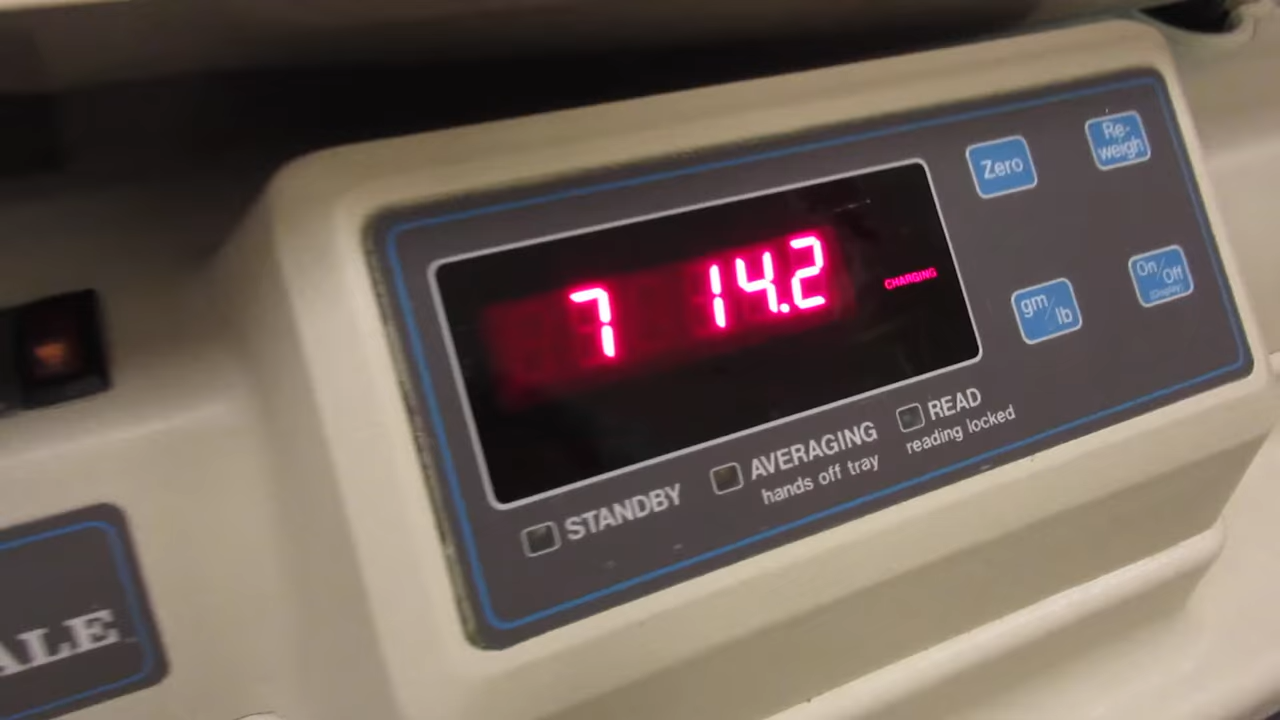 Zero
Re-
weigh
7 14.2
CHARGING
gm/lb
On/Off
(Display)
STANDBY
AVERAGING
hands off tray
READ
reading locked
ALE